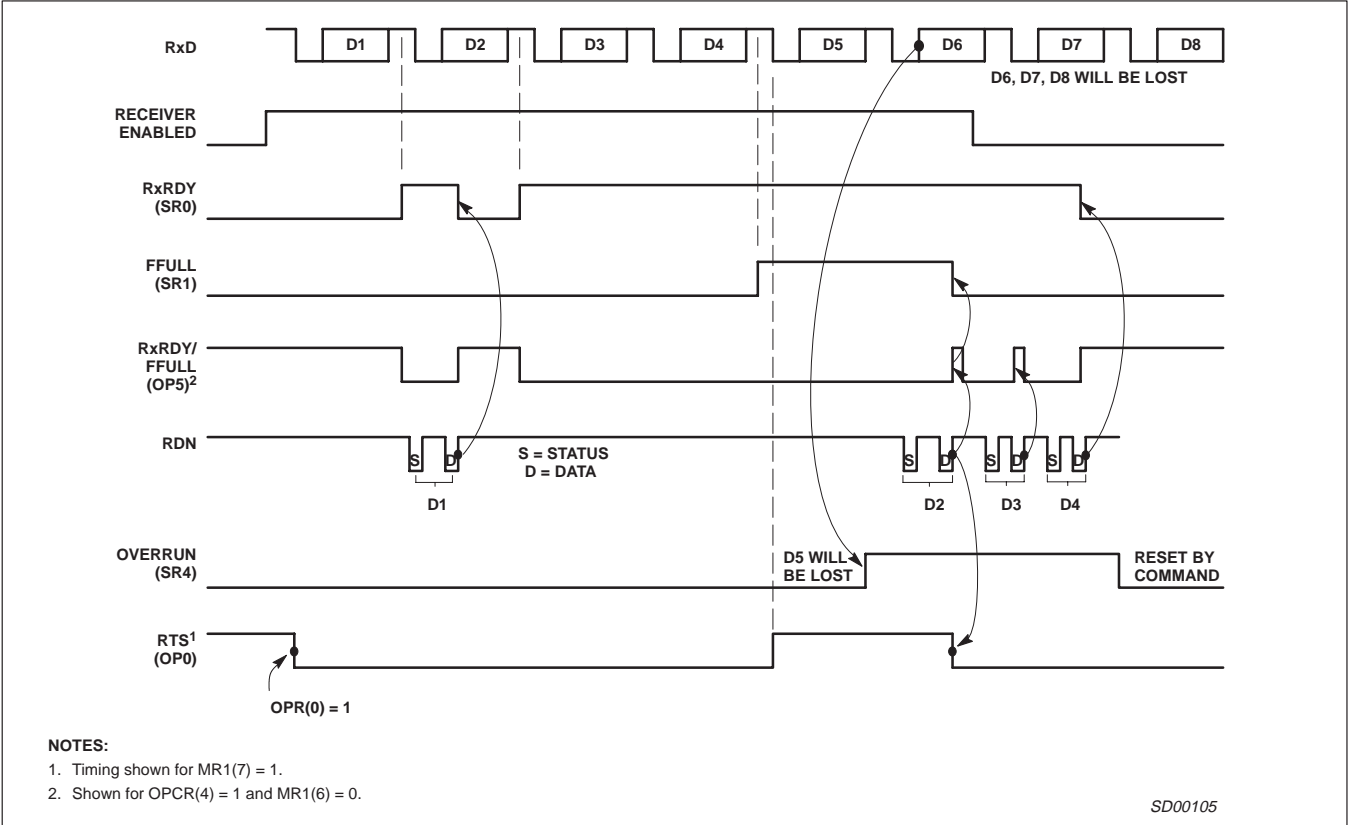 RxD
D1 D2 D3 D4 D5 D6 D7 D8
D6, D7, D8 WILL BE LOST
RECEIVER
ENABLED
RxRDY
(SR0)
FFULL
(SR1)
RxRDY/
FFULL
(OP5)2
RDN
S D S D S D S D
S = STATUS
D = DATA
D1 D2 D3 D4
OVERRUN
(SR4)
D5 WILL
BE LOST
RESET BY
COMMAND
RTS1
(OP0)
OPR(0) = 1
NOTES:
1. Timing shown for MR1(7) = 1.
2. Shown for OPCR(4) = 1 and MR1(6) = 0.
SD00105